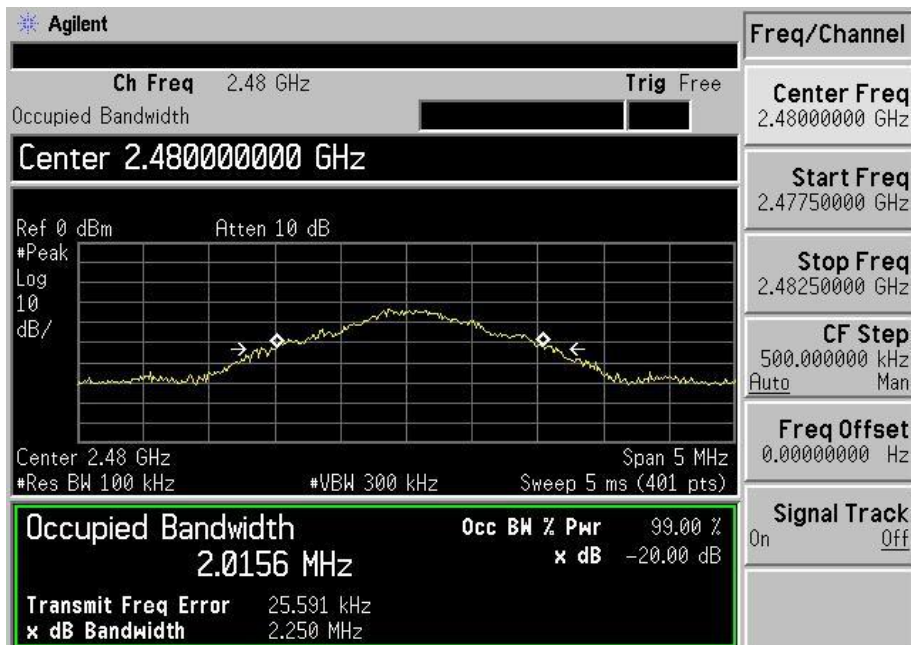 Agilent
Freq/Channel
Ch Freq 2.48 GHz Trig Free
Occupied Bandwidth
Center 2.480000000 GHz
Ref 0 dBm Atten 10 dB
#Peak
Log
10
dB/
Center 2.48 GHz Span 5 MHz
#Res BW 100 kHz #VBW 300 kHz Sweep 5 ms (401 pts)
Occupied Bandwidth
2.0156 MHz
Occ BW % Pwr 99.00 %
x dB -20.00 dB
Transmit Freq Error 25.591 kHz
x dB Bandwidth 2.250 MHz
Center Freq
2.48000000 GHz
Start Freq
2.47750000 GHz
Stop Freq
2.48250000 GHz
CF Step
500.000000 kHz
Auto Man
Freq Offset
0.00000000 Hz
Signal Track
On Off